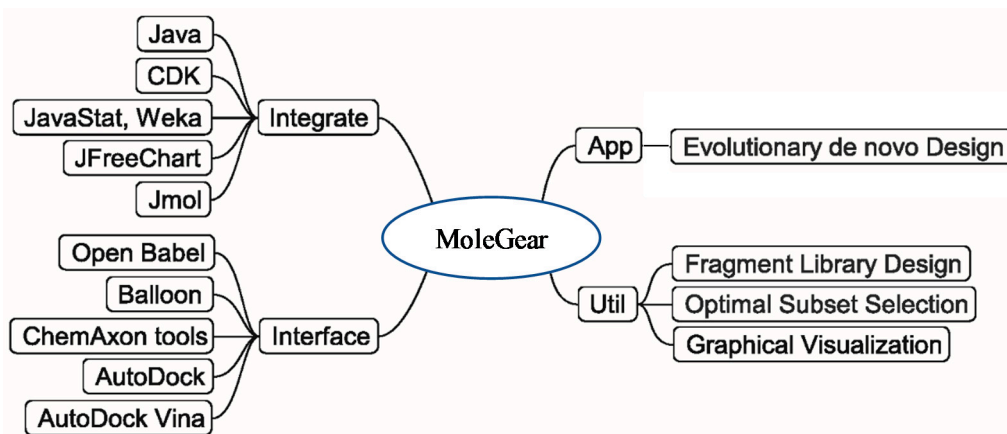 Java
CDK
JavaStat, Weka
JFreeChart
Jmol
Integrate
Open Babel
Balloon
ChemAxon tools
AutoDock
AutoDock Vina
Interface
MoleGear
App
Evolutionary de novo Design
Util
Fragment Library Design
Optimal Subset Selection
Graphical Visualization